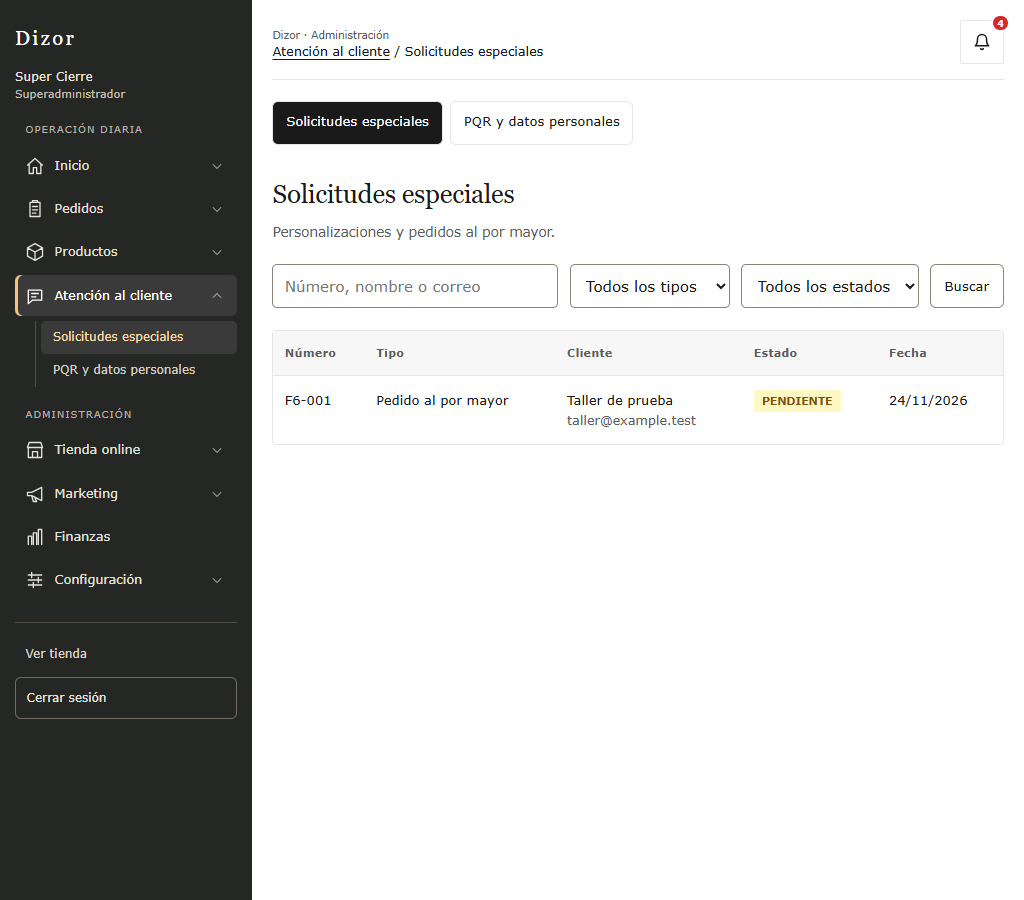 Dizor
Super Cierre
Superadministrador
OPERACIÓN DIARIA
Inicio
Pedidos
Productos
Atención al cliente
Solicitudes especiales
PQR y datos personales
ADMINISTRACIÓN
Tienda online
Marketing
Finanzas
Configuración
Ver tienda
Cerrar sesión
Dizor · Administración
Atención al cliente / Solicitudes especiales
4
Solicitudes especiales PQR y datos personales
Solicitudes especiales
Personalizaciones y pedidos al por mayor.
Número, nombre o correo Todos los tipos Todos los estados Buscar
Número Tipo Cliente Estado Fecha
F6-001 Pedido al por mayor Taller de prueba PENDIENTE 24/11/2026
taller@example.test